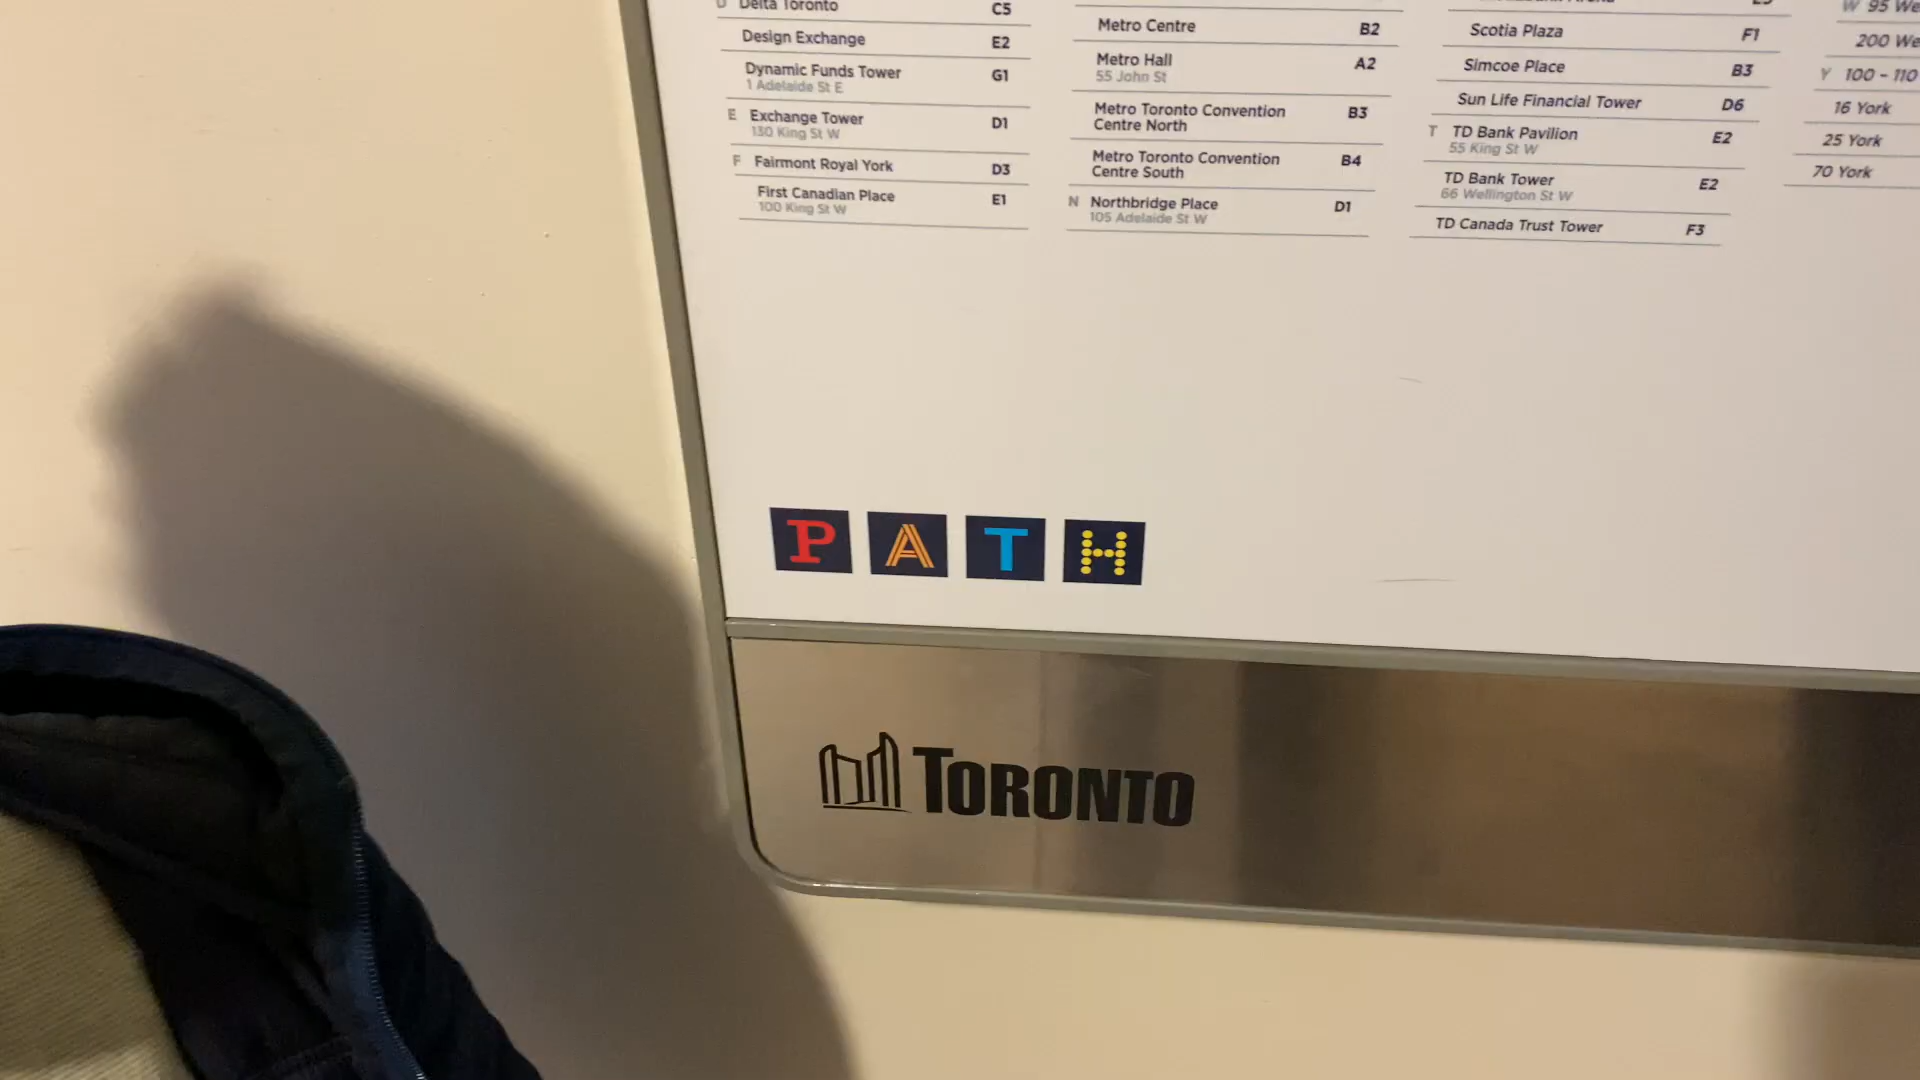 Delta Toronto C5
Design Exchange E2
Dynamic Funds Tower G1
1 Adelaide St E
E Exchange Tower D1
130 King St W
F Fairmont Royal York D3
First Canadian Place E1
100 King St W
Metro Centre B2
Metro Hall A2
55 John St
Metro Toronto Convention B3
Centre North
Metro Toronto Convention B4
Centre South
N Northbridge Place D1
105 Adelaide St W
Scotia Plaza F1
Simcoe Place B3
Sun Life Financial Tower D6
T TD Bank Pavilion E2
55 King St W
TD Bank Tower E2
66 Wellington St W
TD Canada Trust Tower F3
W 95 We
200 We
Y 100 - 110
16 York
25 York
70 York
PATH
TORONTO